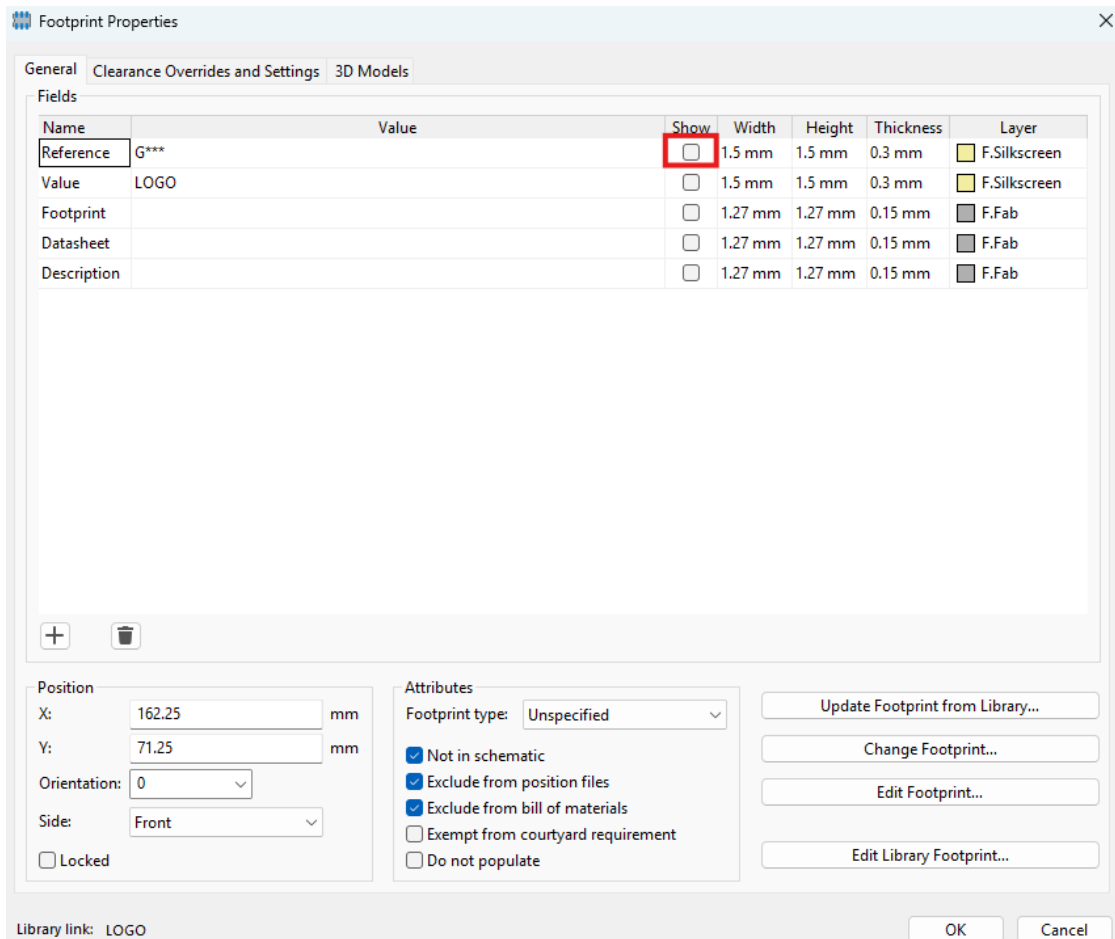 Footprint Properties
General Clearance Overrides and Settings 3D Models
Fields
Name Value Show Width Height Thickness Layer
Reference G*** 1.5 mm 1.5 mm 0.3 mm F.Silkscreen
Value LOGO 1.5 mm 1.5 mm 0.3 mm F.Silkscreen
Footprint 1.27 mm 1.27 mm 0.15 mm F.Fab
Datasheet 1.27 mm 1.27 mm 0.15 mm F.Fab
Description 1.27 mm 1.27 mm 0.15 mm F.Fab
Position
X: 162.25 mm
Y: 71.25 mm
Orientation: 0
Side: Front
Locked
Attributes
Footprint type: Unspecified
Not in schematic
Exclude from position files
Exclude from bill of materials
Exempt from courtyard requirement
Do not populate
Update Footprint from Library...
Change Footprint...
Edit Footprint...
Edit Library Footprint...
Library link: LOGO
OK Cancel